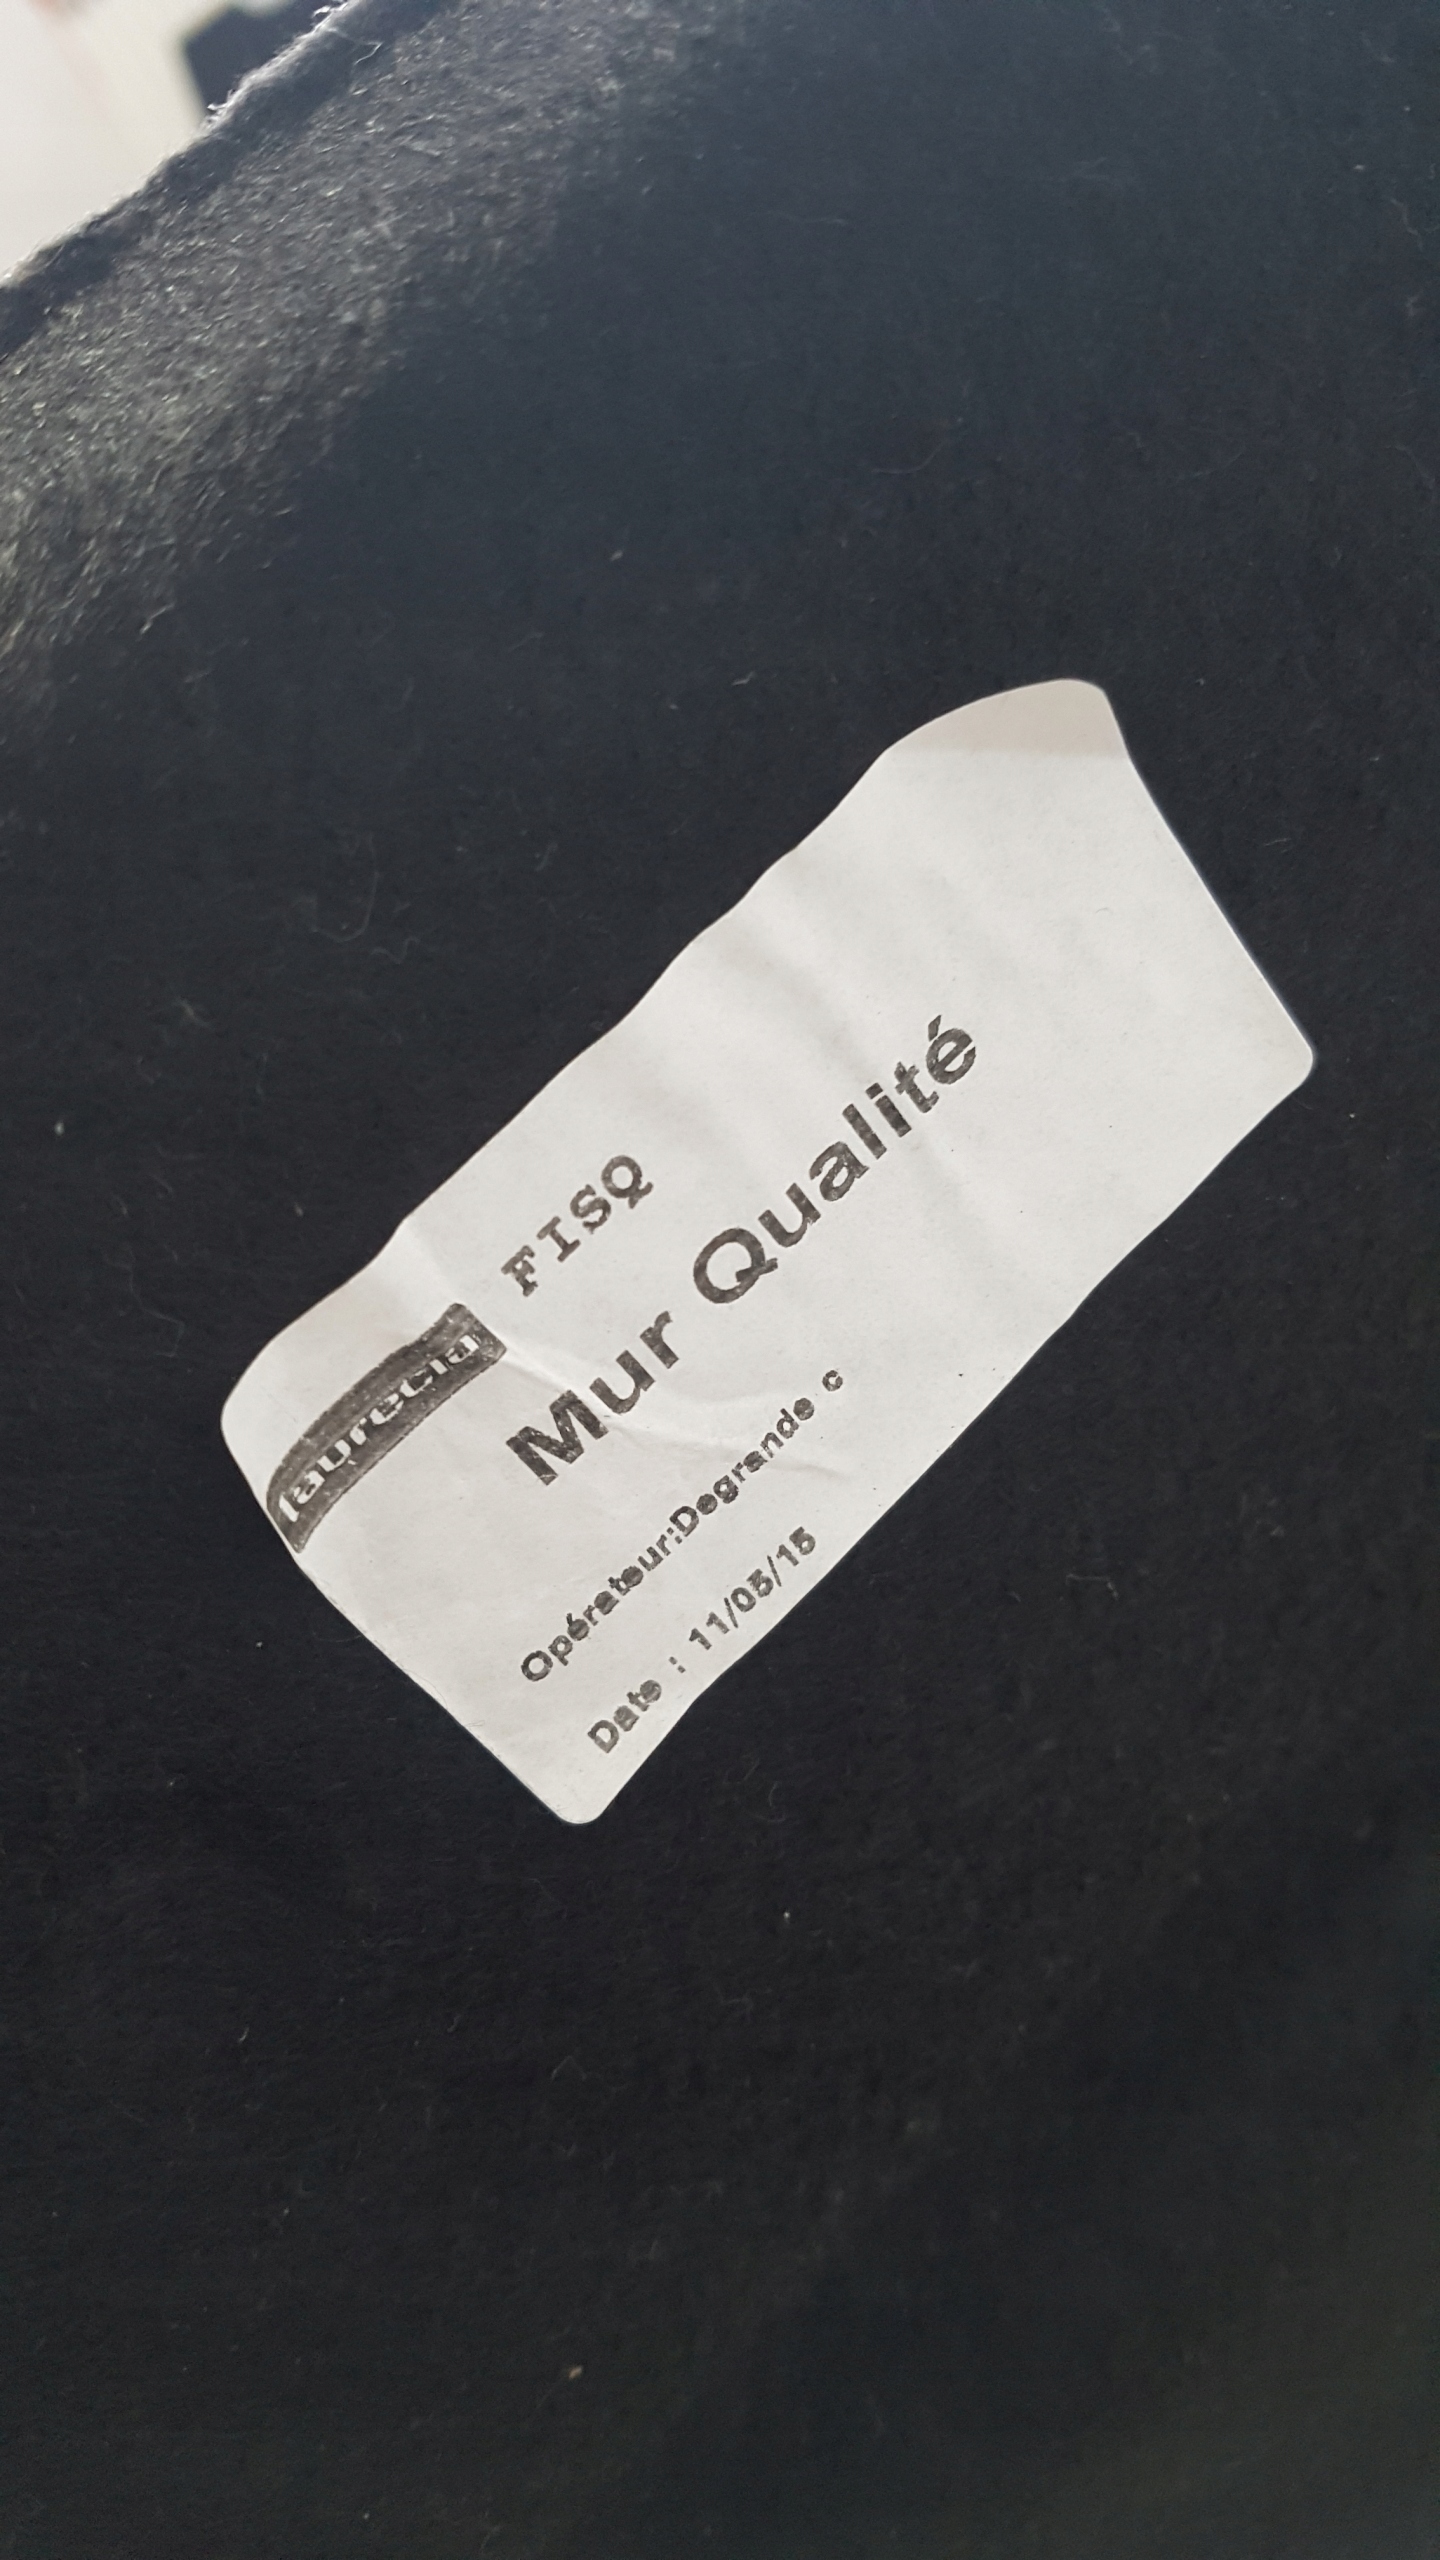 faurecia
FISQ
Mur Qualité
Opérateur:Degrande c
Date : 11/05/15